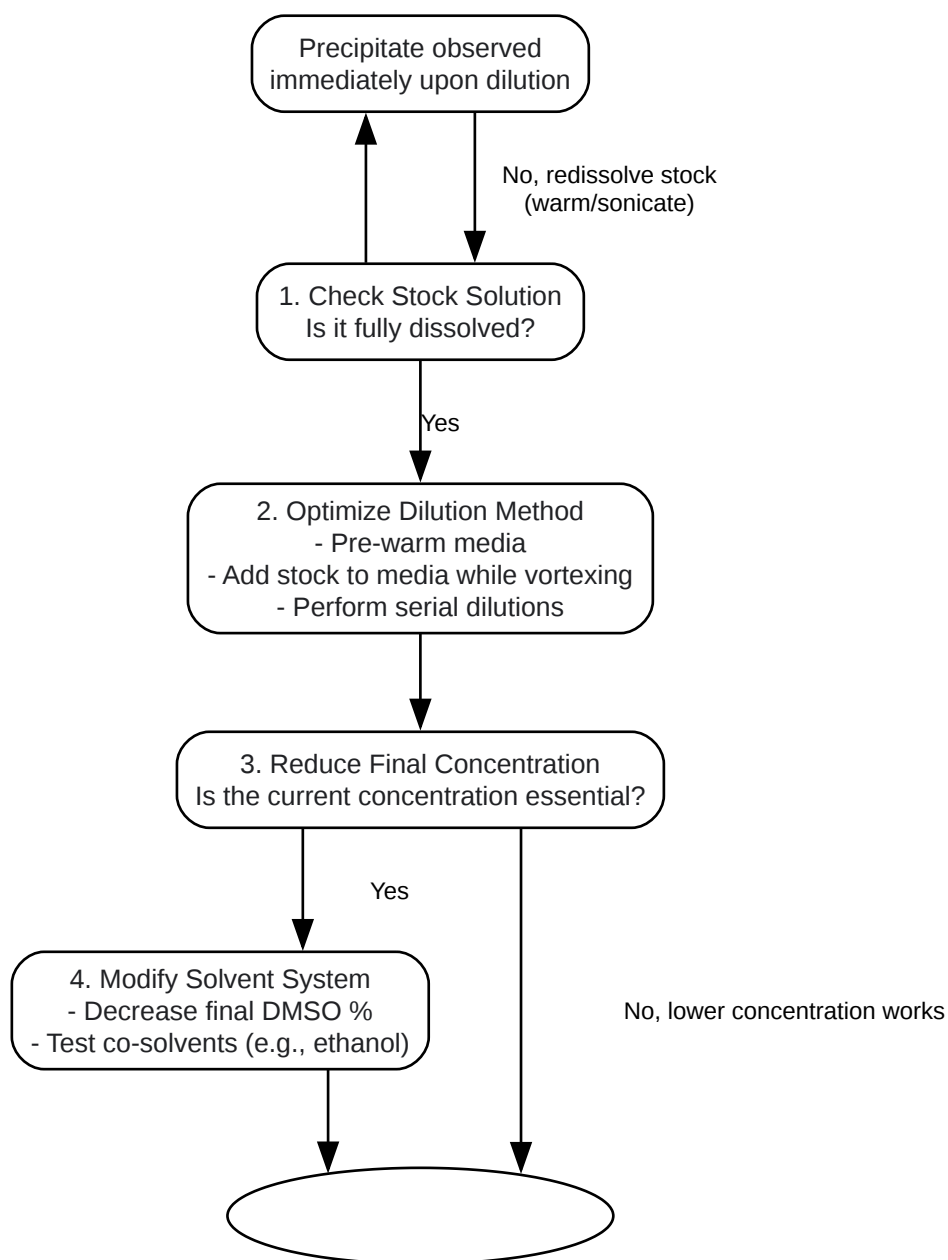 Precipitate observed
immediately upon dilution
No, redissolve stock
(warm/sonicate)
1. Check Stock Solution
Is it fully dissolved?
Yes
2. Optimize Dilution Method
- Pre-warm media
- Add stock to media while vortexing
- Perform serial dilutions
3. Reduce Final Concentration
Is the current concentration essential?
Yes
4. Modify Solvent System
- Decrease final DMSO %
- Test co-solvents (e.g., ethanol)
No, lower concentration works